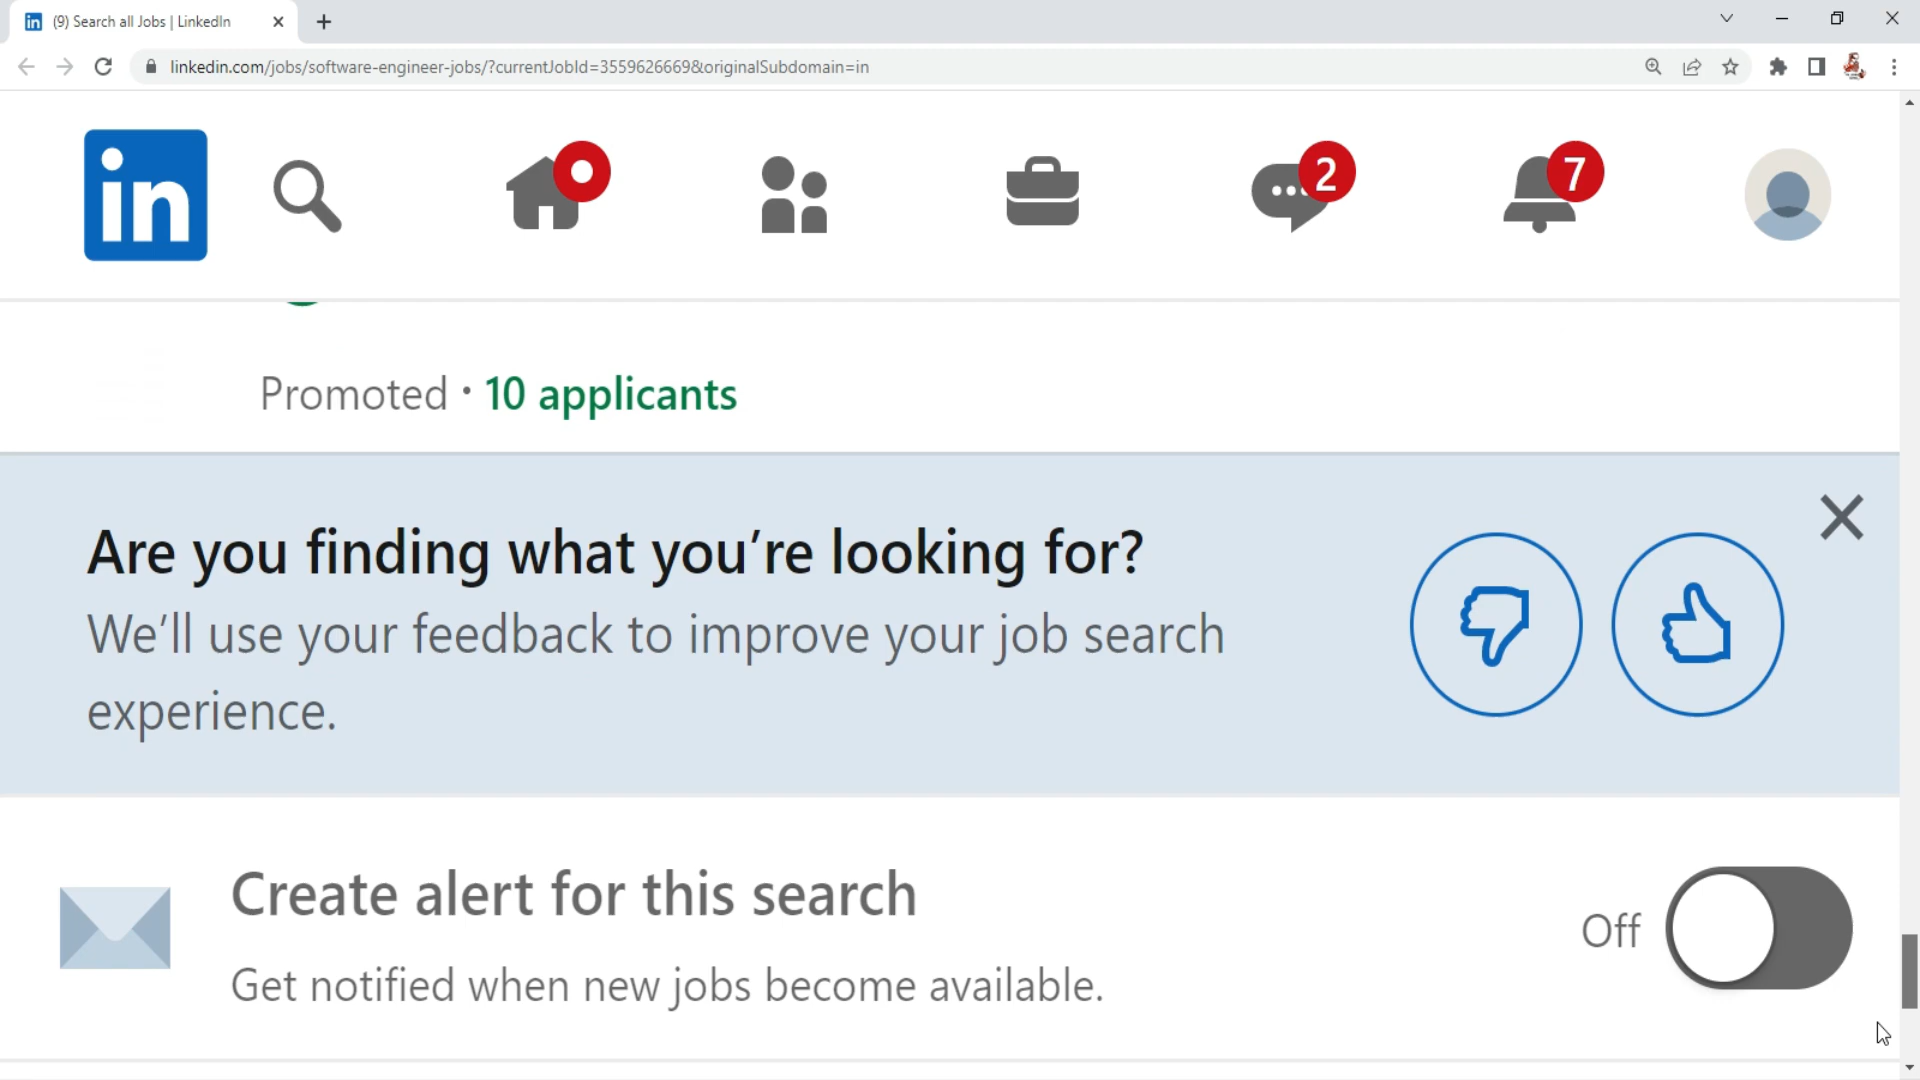 (9) Search all Jobs | LinkedIn
linkedin.com/jobs/software-engineer-jobs/?currentJobId=3559626669&originalSubdomain=in
in
2
7
Promoted · 10 applicants
Are you finding what you’re looking for?
We’ll use your feedback to improve your job search
experience.
Create alert for this search
Off
Get notified when new jobs become available.